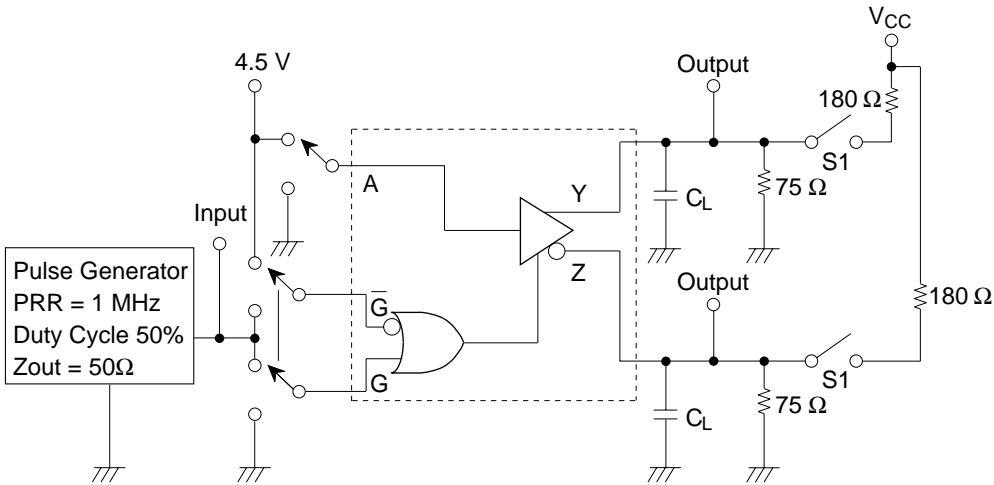 VCC
4.5 V
Output
180 Ω
S1
A
75 Ω
CL
Y
Input
Z
Pulse Generator
PRR = 1 MHz
Duty Cycle 50%
Zout = 50Ω
G̅
Output
180 Ω
G
S1
75 Ω
CL